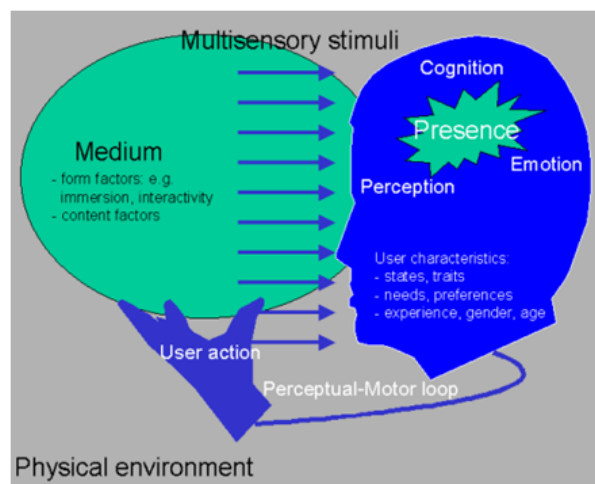 Multisensory stimuli
Cognition
Presence
Emotion
Perception
Medium
- form factors: e.g.
immersion, interactivity
- content factors
User characteristics:
- states, traits
- needs, preferences
- experience, gender, age
User action
Perceptual-Motor loop
Physical environment